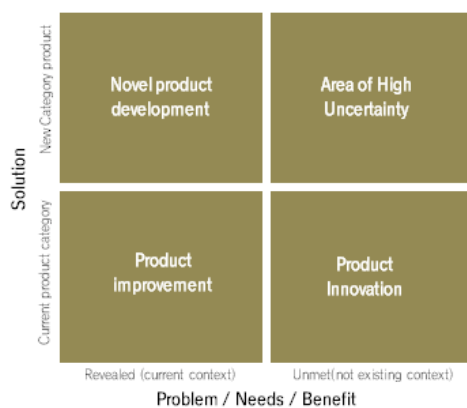 Novel product
development
Area of High
Uncertainty
Product
improvement
Product
Innovation
Solution
New Category product
Current product category
Revealed (current context)
Unmet(not existing context)
Problem / Needs / Benefit